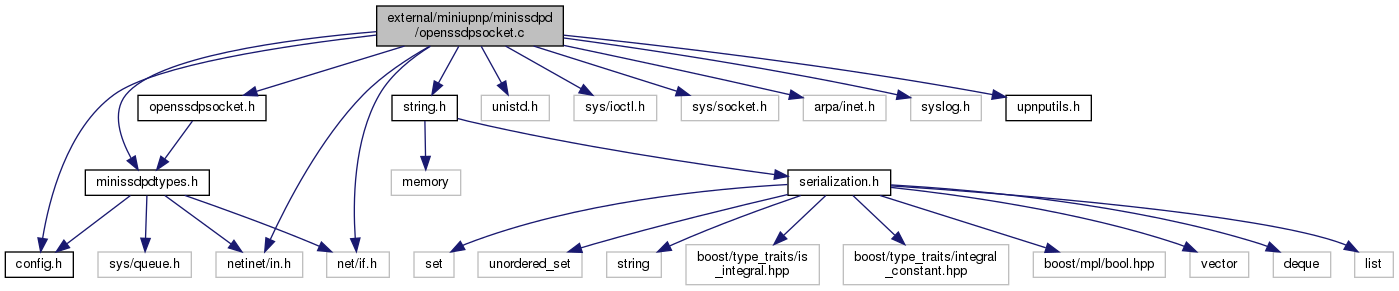 external/miniupnp/minissdpd
/openssdpsocket.c
openssdpsocket.h
string.h
unistd.h
sys/ioctl.h
sys/socket.h
arpa/inet.h
syslog.h
upnputils.h
minissdpdtypes.h
memory
serialization.h
config.h
sys/queue.h
netinet/in.h
net/if.h
set
unordered_set
string
boost/type_traits/is
_integral.hpp
boost/type_traits/integral
_constant.hpp
boost/mpl/bool.hpp
vector
deque
list